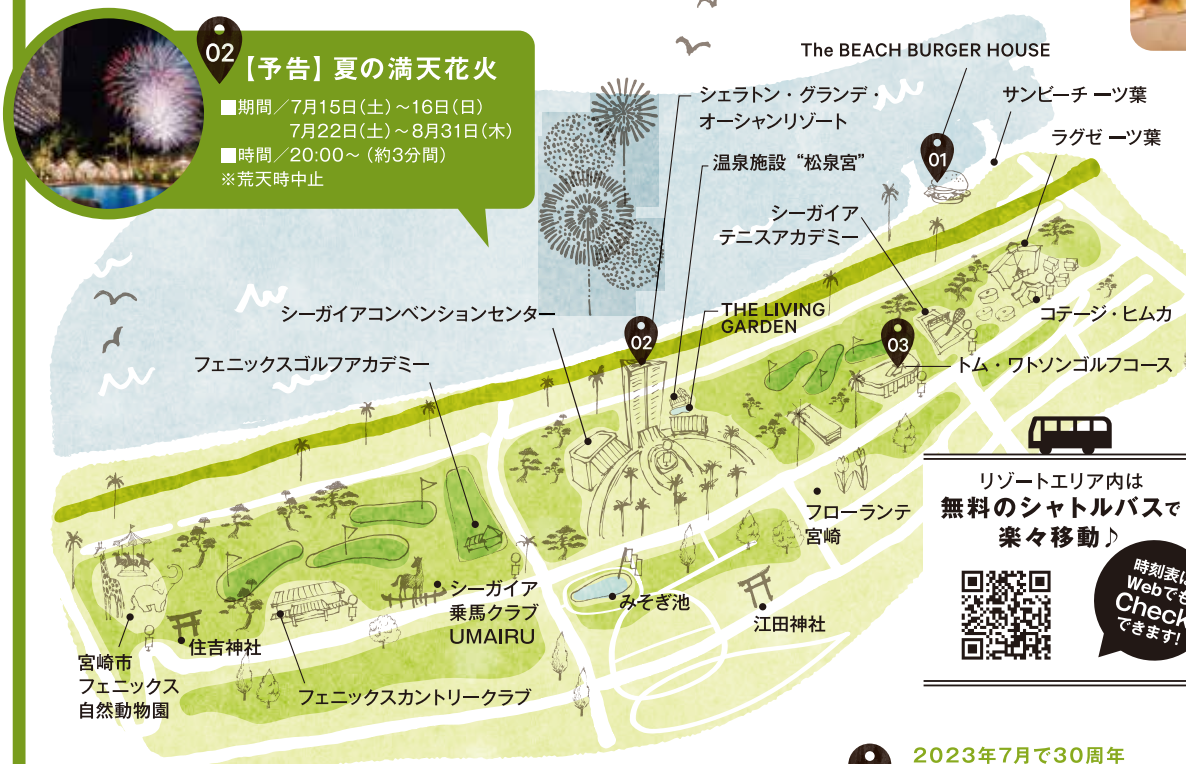 02
【予告】夏の満天花火
■期間／7月15日(土)～16日(日)
7月22日(土)～8月31日(木)
■時間／20:00～（約3分間）
※荒天時中止
The BEACH BURGER HOUSE
シェラトン・グランデ・
オーシャンリゾート
サンビーチ 一ツ葉
ラグゼ 一ツ葉
01
温泉施設“松泉宮”
シーガイア
テニスアカデミー
シーガイアコンベンションセンター
THE LIVING
GARDEN
コテージ・ヒムカ
02
03
フェニックスゴルフアカデミー
トム・ワトソンゴルフコース
リゾートエリア内は
無料のシャトルバスで
楽々移動♪
時刻表は
Webでも
Check
できます!
フローランテ
宮崎
シーガイア
乗馬クラブ
UMAIRU
みそぎ池
江田神社
住吉神社
宮崎市
フェニックス
自然動物園
フェニックスカントリークラブ
2023年7月で30周年